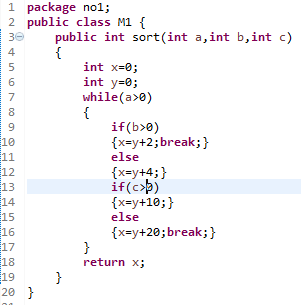 1 package no1;
2 public class M1 {
3 public int sort(int a,int b,int c)
4 {
5 int x=0;
6 int y=0;
7 while(a>0)
8 {
9 if(b>0)
10 {x=y+2;break;}
11 else
12 {x=y+4;}
13 if(c>0)
14 {x=y+10;}
15 else
16 {x=y+20;break;}
17 }
18 return x;
19 }
20 }